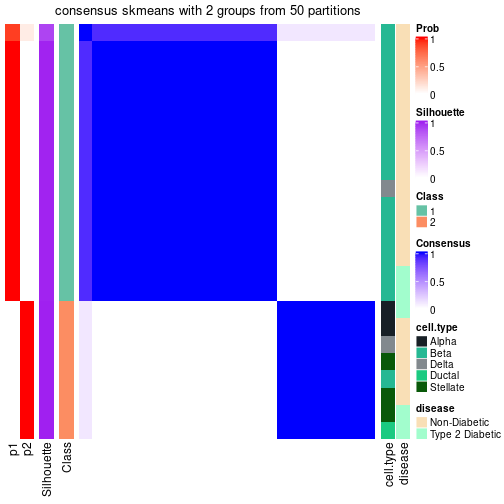 consensus skmeans with 2 groups from 50 partitions
Prob
1
0.5
0
Silhouette
1
0.5
0
Class
1
2
Consensus
1
0.5
0
cell.type
Alpha
Beta
Delta
Ductal
Stellate
disease
Non-Diabetic
Type 2 Diabetic
p1
p2
Silhouette
Class
cell.type
disease